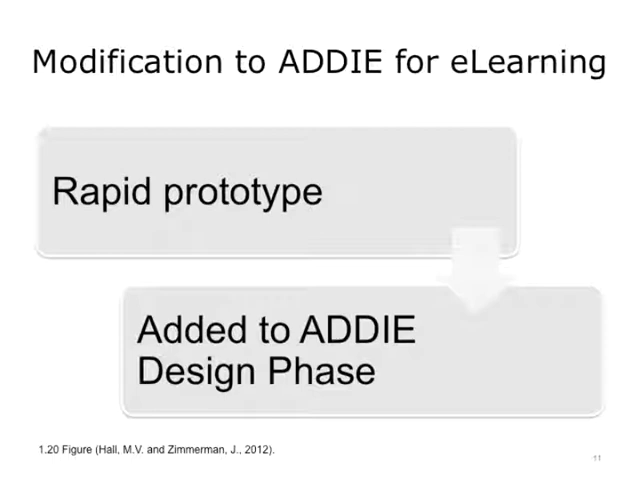 Modification to ADDIE for eLearning
Rapid prototype
Added to ADDIE
Design Phase
1.20 Figure (Hall, M.V. and Zimmerman, J., 2012).
11